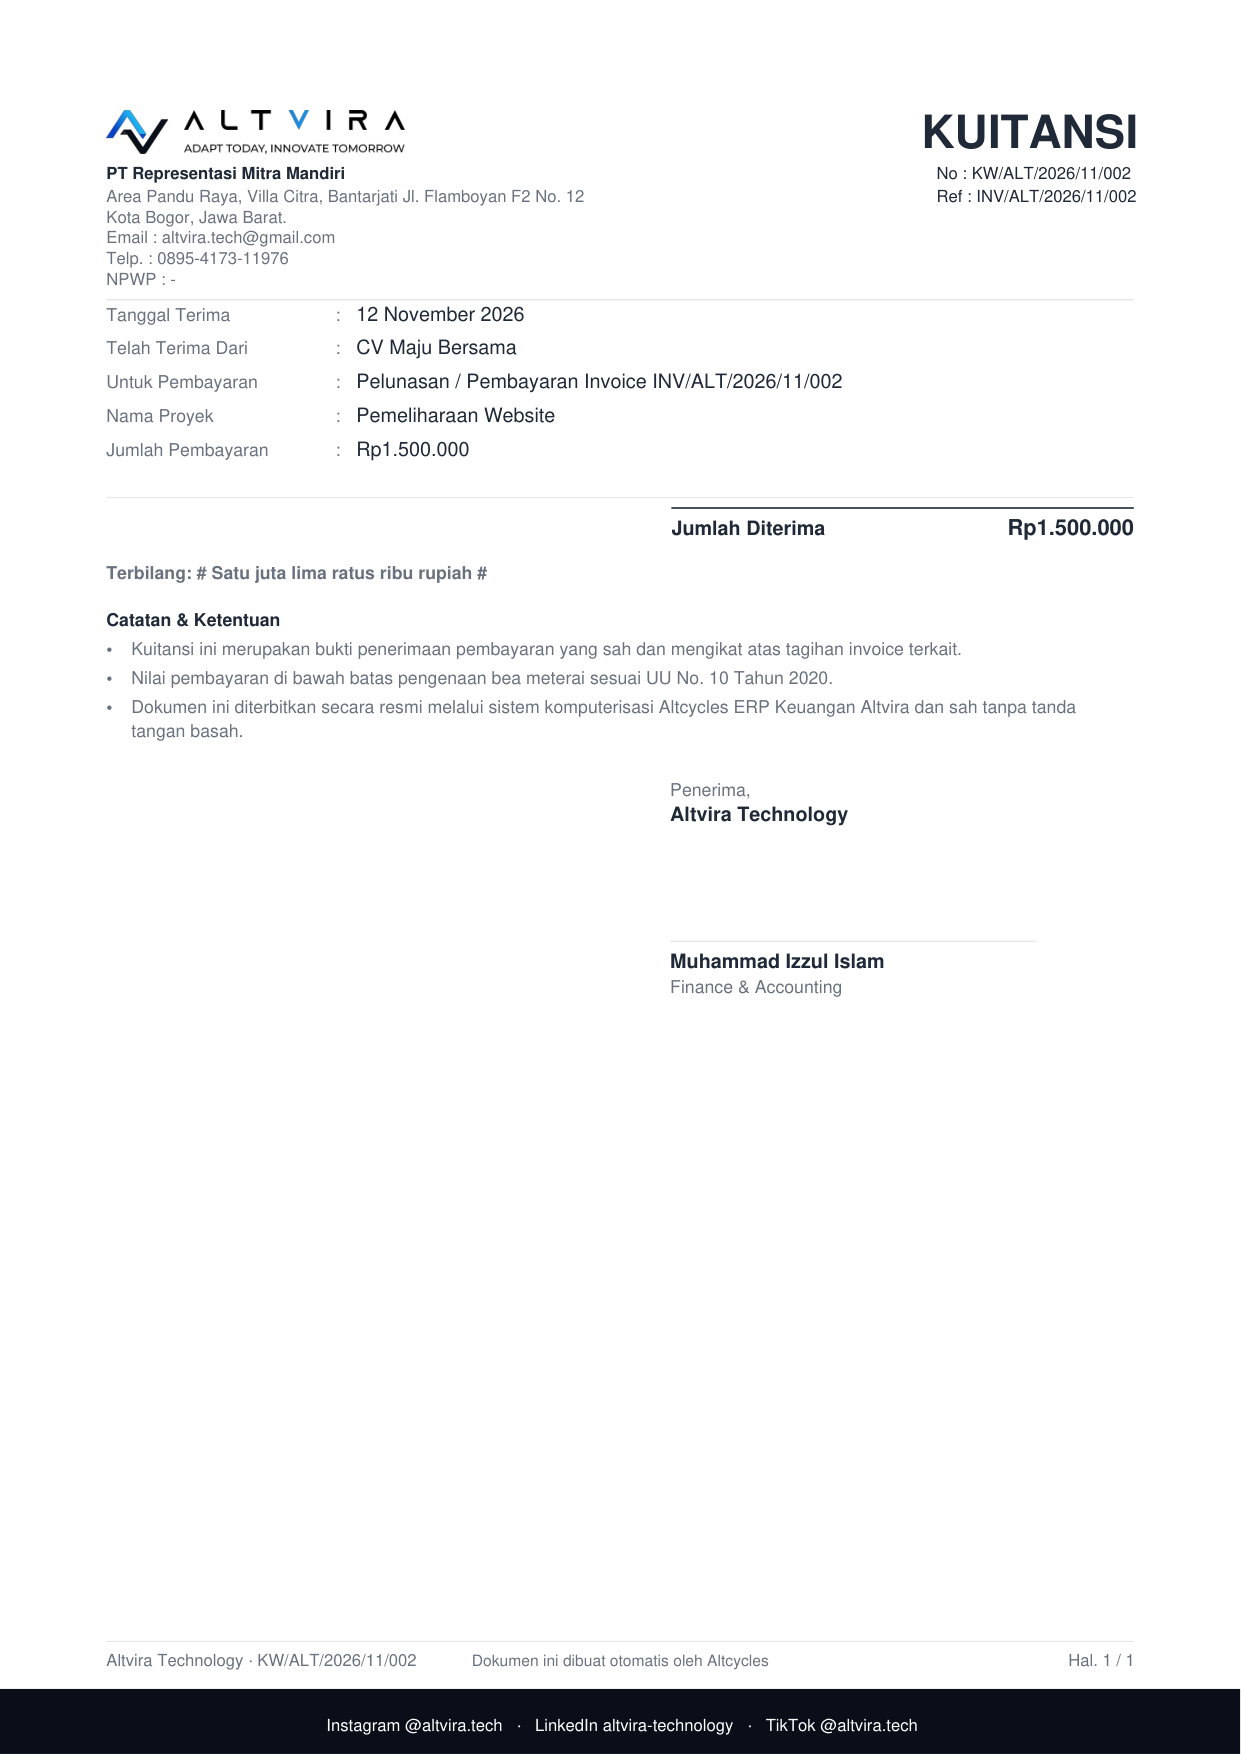 ALTVIRA
ADAPT TODAY, INNOVATE TOMORROW
KUITANSI
PT Representasi Mitra Mandiri
No : KW/ALT/2026/11/002
Area Pandu Raya, Villa Citra, Bantarjati Jl. Flamboyan F2 No. 12
Ref : INV/ALT/2026/11/002
Kota Bogor, Jawa Barat.
Email : altvira.tech@gmail.com
Telp. : 0895-4173-11976
NPWP : -
Tanggal Terima : 12 November 2026
Telah Terima Dari : CV Maju Bersama
Untuk Pembayaran : Pelunasan / Pembayaran Invoice INV/ALT/2026/11/002
Nama Proyek : Pemeliharaan Website
Jumlah Pembayaran : Rp1.500.000
Jumlah Diterima Rp1.500.000
Terbilang: # Satu juta lima ratus ribu rupiah #
Catatan & Ketentuan
• Kuitansi ini merupakan bukti penerimaan pembayaran yang sah dan mengikat atas tagihan invoice terkait.
• Nilai pembayaran di bawah batas pengenaan bea meterai sesuai UU No. 10 Tahun 2020.
• Dokumen ini diterbitkan secara resmi melalui sistem komputerisasi Altcycles ERP Keuangan Altvira dan sah tanpa tanda
tangan basah.
Penerima,
Altvira Technology
Muhammad Izzul Islam
Finance & Accounting
Altvira Technology · KW/ALT/2026/11/002 Dokumen ini dibuat otomatis oleh Altcycles Hal. 1 / 1
Instagram @altvira.tech · LinkedIn altvira-technology · TikTok @altvira.tech